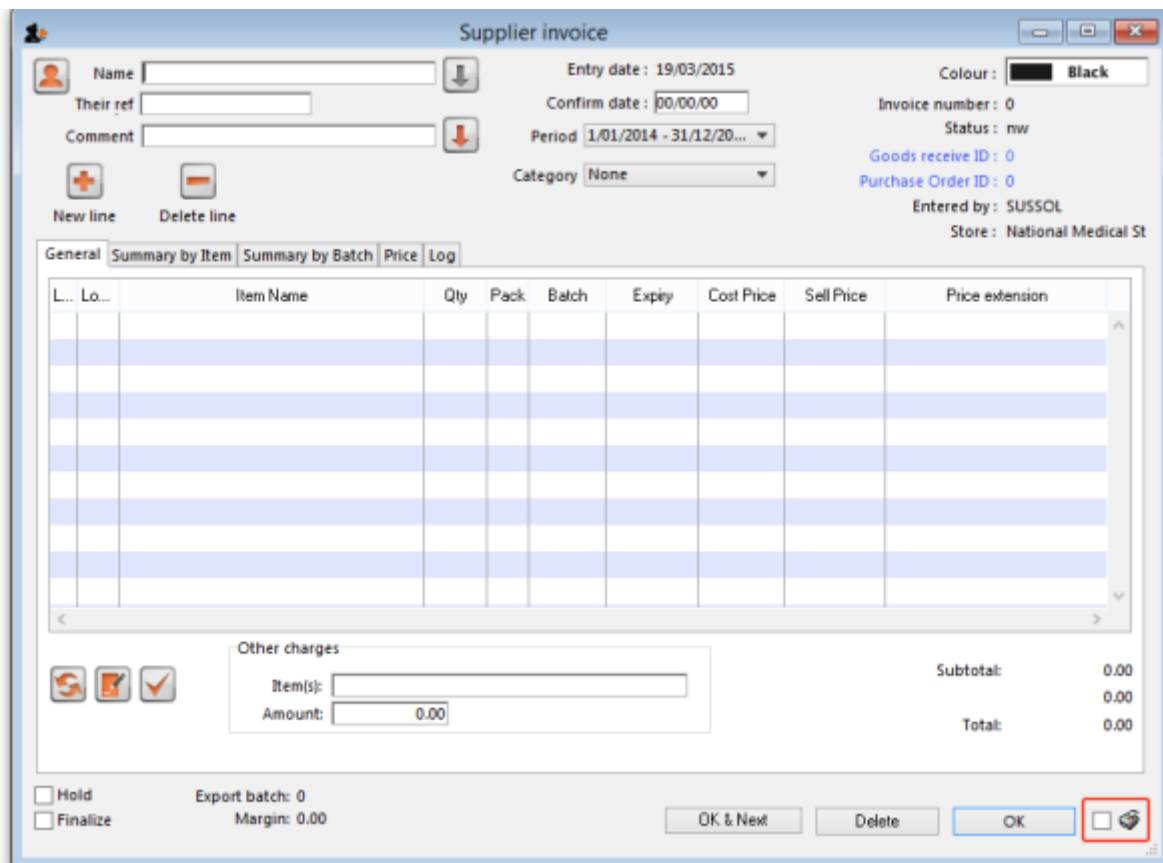 Supplier invoice
Name
Entry date : 19/03/2015
Colour : Black
Their ref
Confirm date : 00/00/00
Invoice number : 0
Comment
Period 1/01/2014 - 31/12/20...
Status : nw
Goods receive ID : 0
Category None
Purchase Order ID : 0
New line Delete line
Entered by : SUSSOL
Store : National Medical St
General Summary by Item Summary by Batch Price Log
L... Lo... Item Name Qty Pack Batch Expiry Cost Price Sell Price Price extension
Other charges
Item(s):
Amount: 0.00
Subtotal: 0.00
0.00
Total: 0.00
Hold
Export batch: 0
Finalize
Margin: 0.00
OK & Next Delete OK